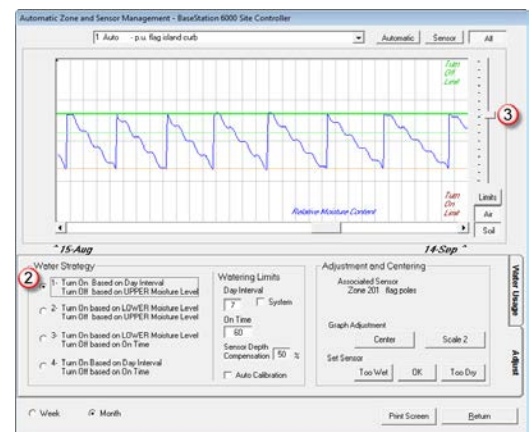 Automatic Zone and Sensor Management - BaseStation 6000 Site Controller
1 Auto - p.u. flag island curb
Automatic
Sensor
All
Turn
Off
Limit
3
Relative Moisture Content
Turn
On
Limit
Limits
Air
Soil
^ 15-Aug
14-Sep ^
Water Strategy
2
1- Turn On Based on Day Interval
Turn Off based on UPPER Moisture Level
2- Turn On based on LOWER Moisture Level
Turn Off based on UPPER Moisture Level
3- Turn On based on LOWER Moisture Level
Turn Off based on On Time
4- Turn On Based on Day Interval
Turn Off Based on On Time
Watering Limits
Day Interval
7
System
On Time
60
Sensor Depth
Compensation 50 %
Auto Calibration
Adjustment and Centering
Associated Sensor
Zone 201 flag poles
Graph Adjustment
Center
Scale 2
Set Sensor
Too Wet
OK
Too Dry
Water Usage
Adjust
Week
Month
Print Screen
Return